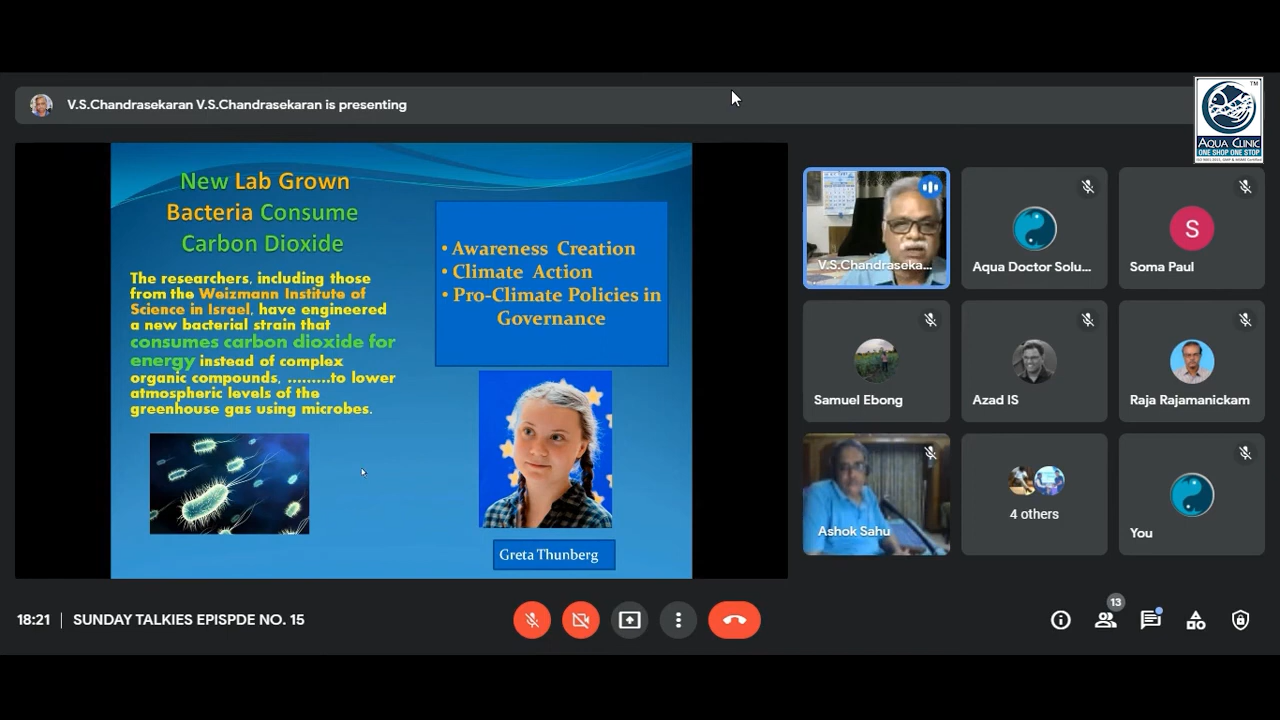 V.S.Chandrasekaran V.S.Chandrasekaran is presenting
TM
AQUA CLINIC
ONE SHOP ONE STOP
New Lab Grown
Bacteria Consume
Carbon Dioxide
The researchers, including those
from the Weizmann Institute of
Science in Israel, have engineered
a new bacterial strain that
consumes carbon dioxide for
energy instead of complex
organic compounds, .........to lower
atmospheric levels of the
greenhouse gas using microbes.
• Awareness Creation
• Climate Action
• Pro-Climate Policies in
Governance
Greta Thunberg
V.S.Chandraseka...
Aqua Doctor Solu...
S
Soma Paul
Samuel Ebong
Azad IS
Raja Rajamanickam
Ashok Sahu
4 others
You
18:21 | SUNDAY TALKIES EPISPDE NO. 15
13